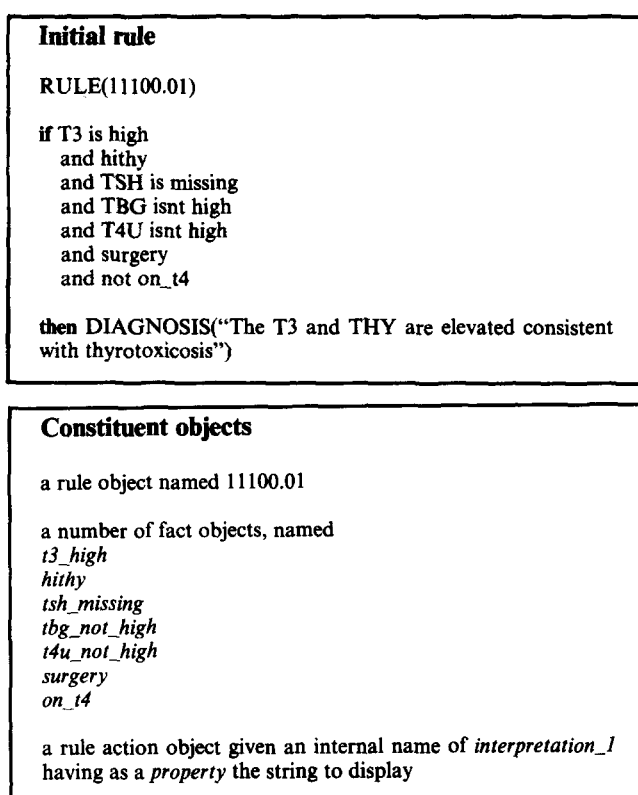 Initial rule
RULE(11100.01)
if T3 is high
and hithy
and TSH is missing
and TBG isnt high
and T4U isnt high
and surgery
and not on_t4
then DIAGNOSIS(“The T3 and THY are elevated consistent
with thyrotoxicosis”)
Constituent objects
a rule object named 11100.01
a number of fact objects, named
t3_high
hithy
tsh_missing
tbg_not_high
t4u_not_high
surgery
on_t4
a rule action object given an internal name of interpretation_1
having as a property the string to display